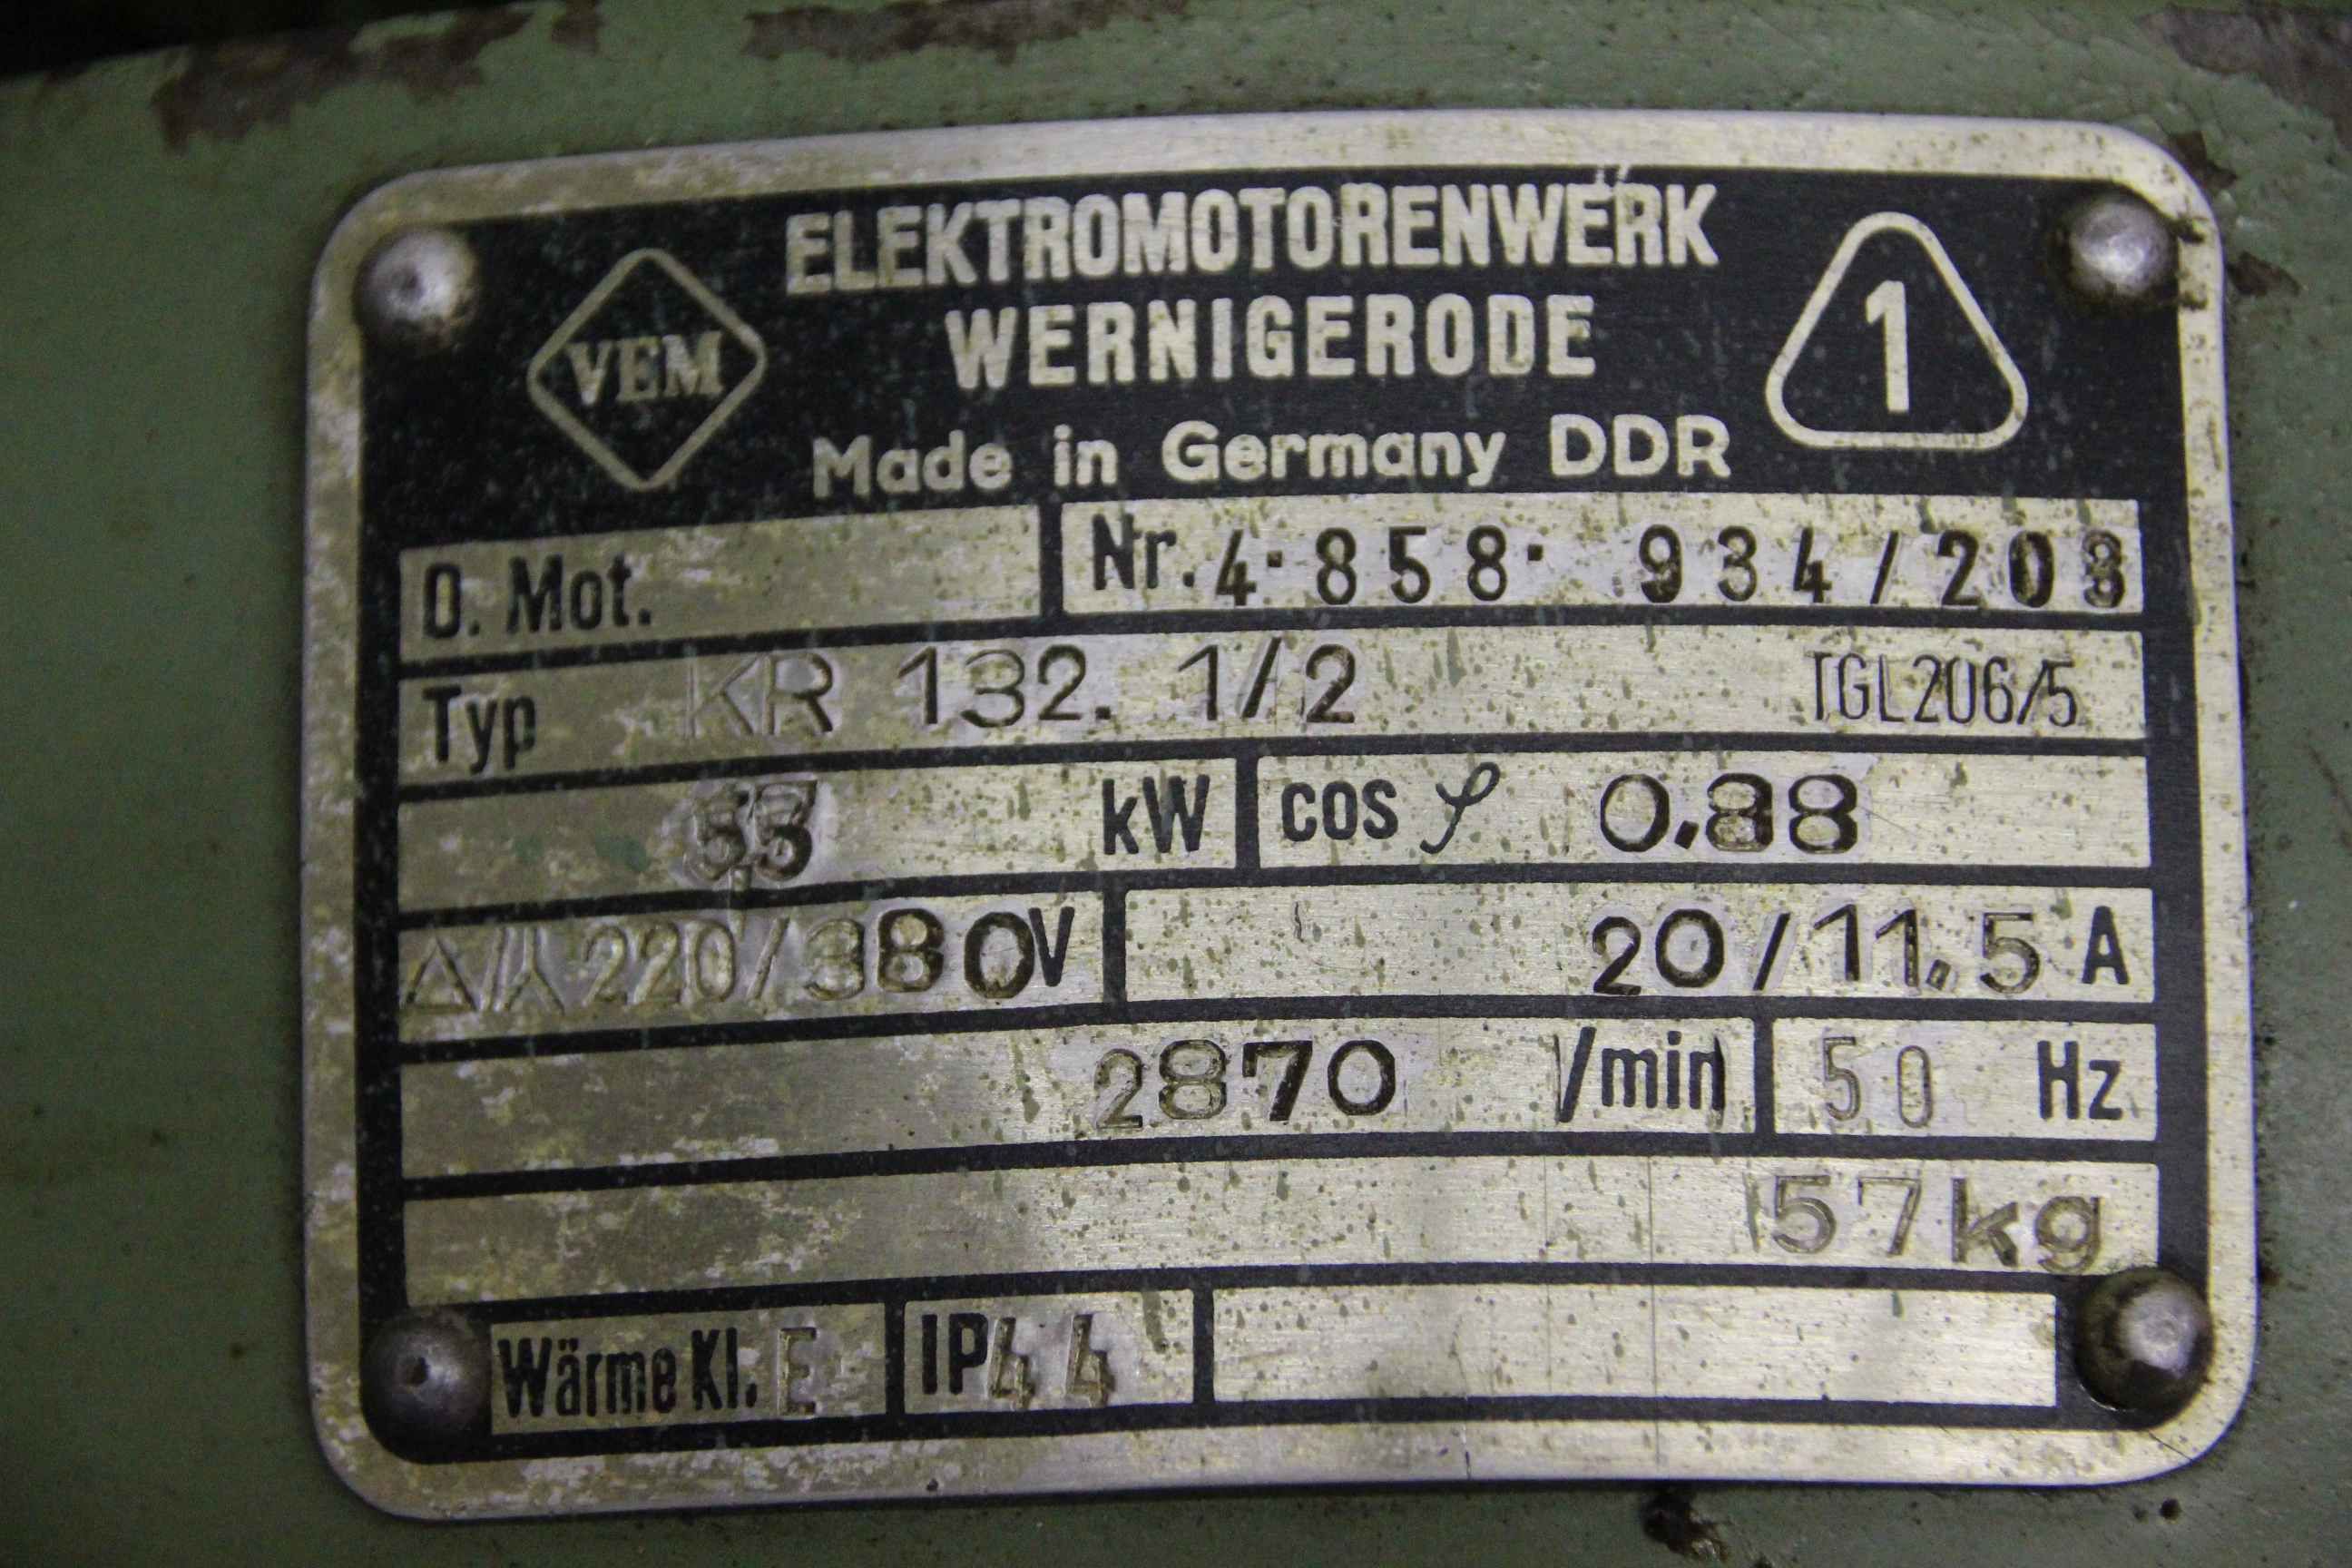 ELEKTROMOTORENWERK
VEM
WERNIGERODE
1
Made in Germany DDR
D. Mot. Nr. 4·858· 934/208
Typ KR 132. 1/2 TGL206/5
kW cos φ 0.88
△/⅄ 220/380V 20/11.5 A
2870 /min 50 Hz
57kg
Wärme Kl. E IP44